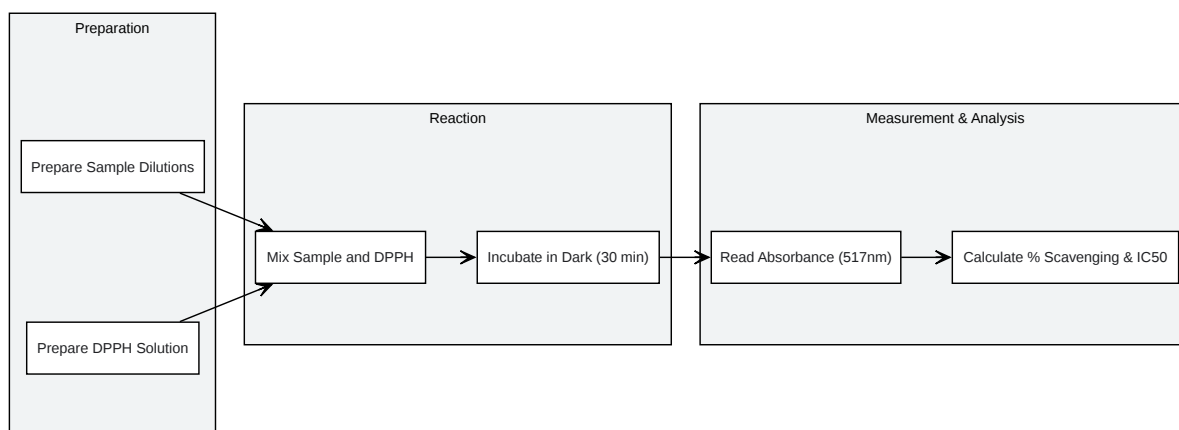 Preparation
Prepare Sample Dilutions
Prepare DPPH Solution
Reaction
Mix Sample and DPPH
Incubate in Dark (30 min)
Measurement & Analysis
Read Absorbance (517nm)
Calculate % Scavenging & IC50